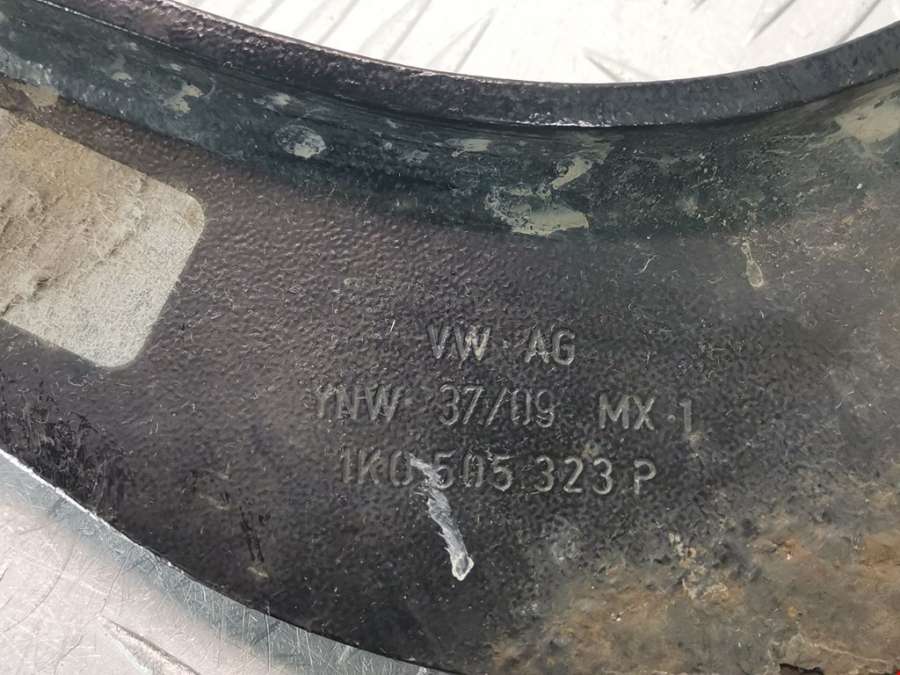 VW AG
YNW 37/09 MX 1
1K0 505 323 P